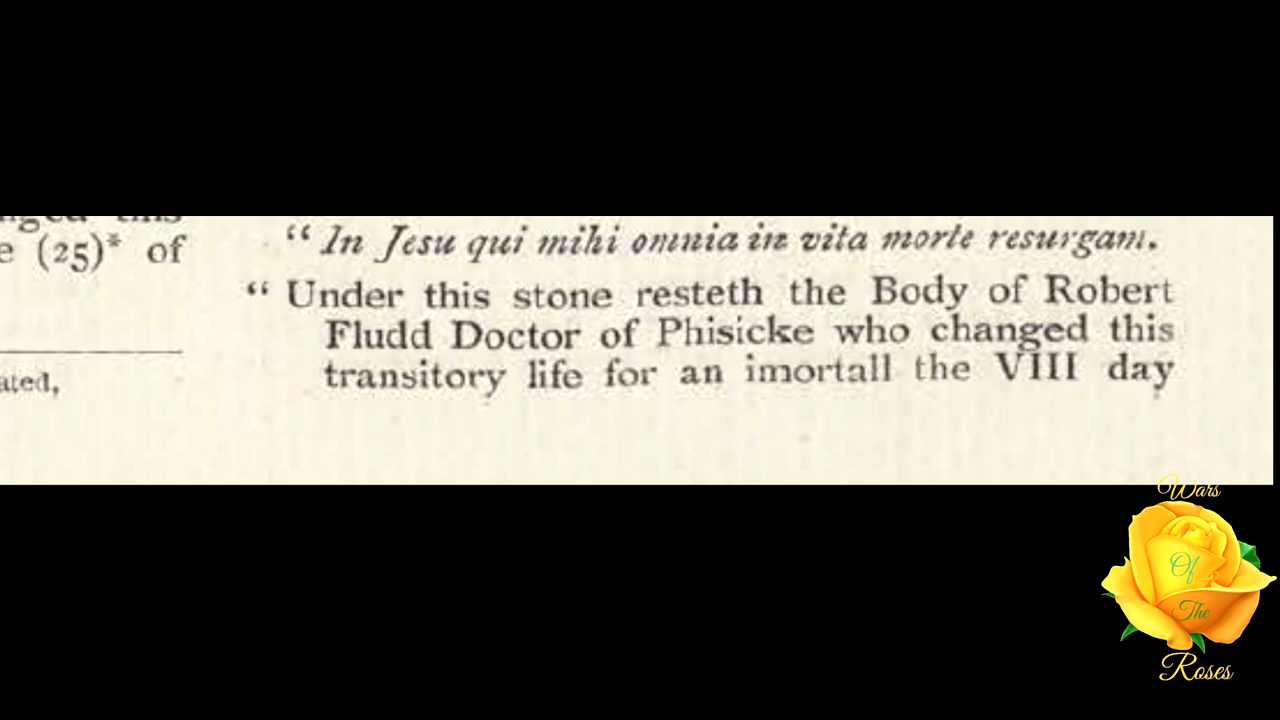 e (25)* of
ated,
“ In Jesu qui mihi omnia in vita morte resurgam.
“ Under this stone resteth the Body of Robert
Fludd Doctor of Phisicke who changed this
transitory life for an imortall the VIII day
Wars
Of
The
Roses